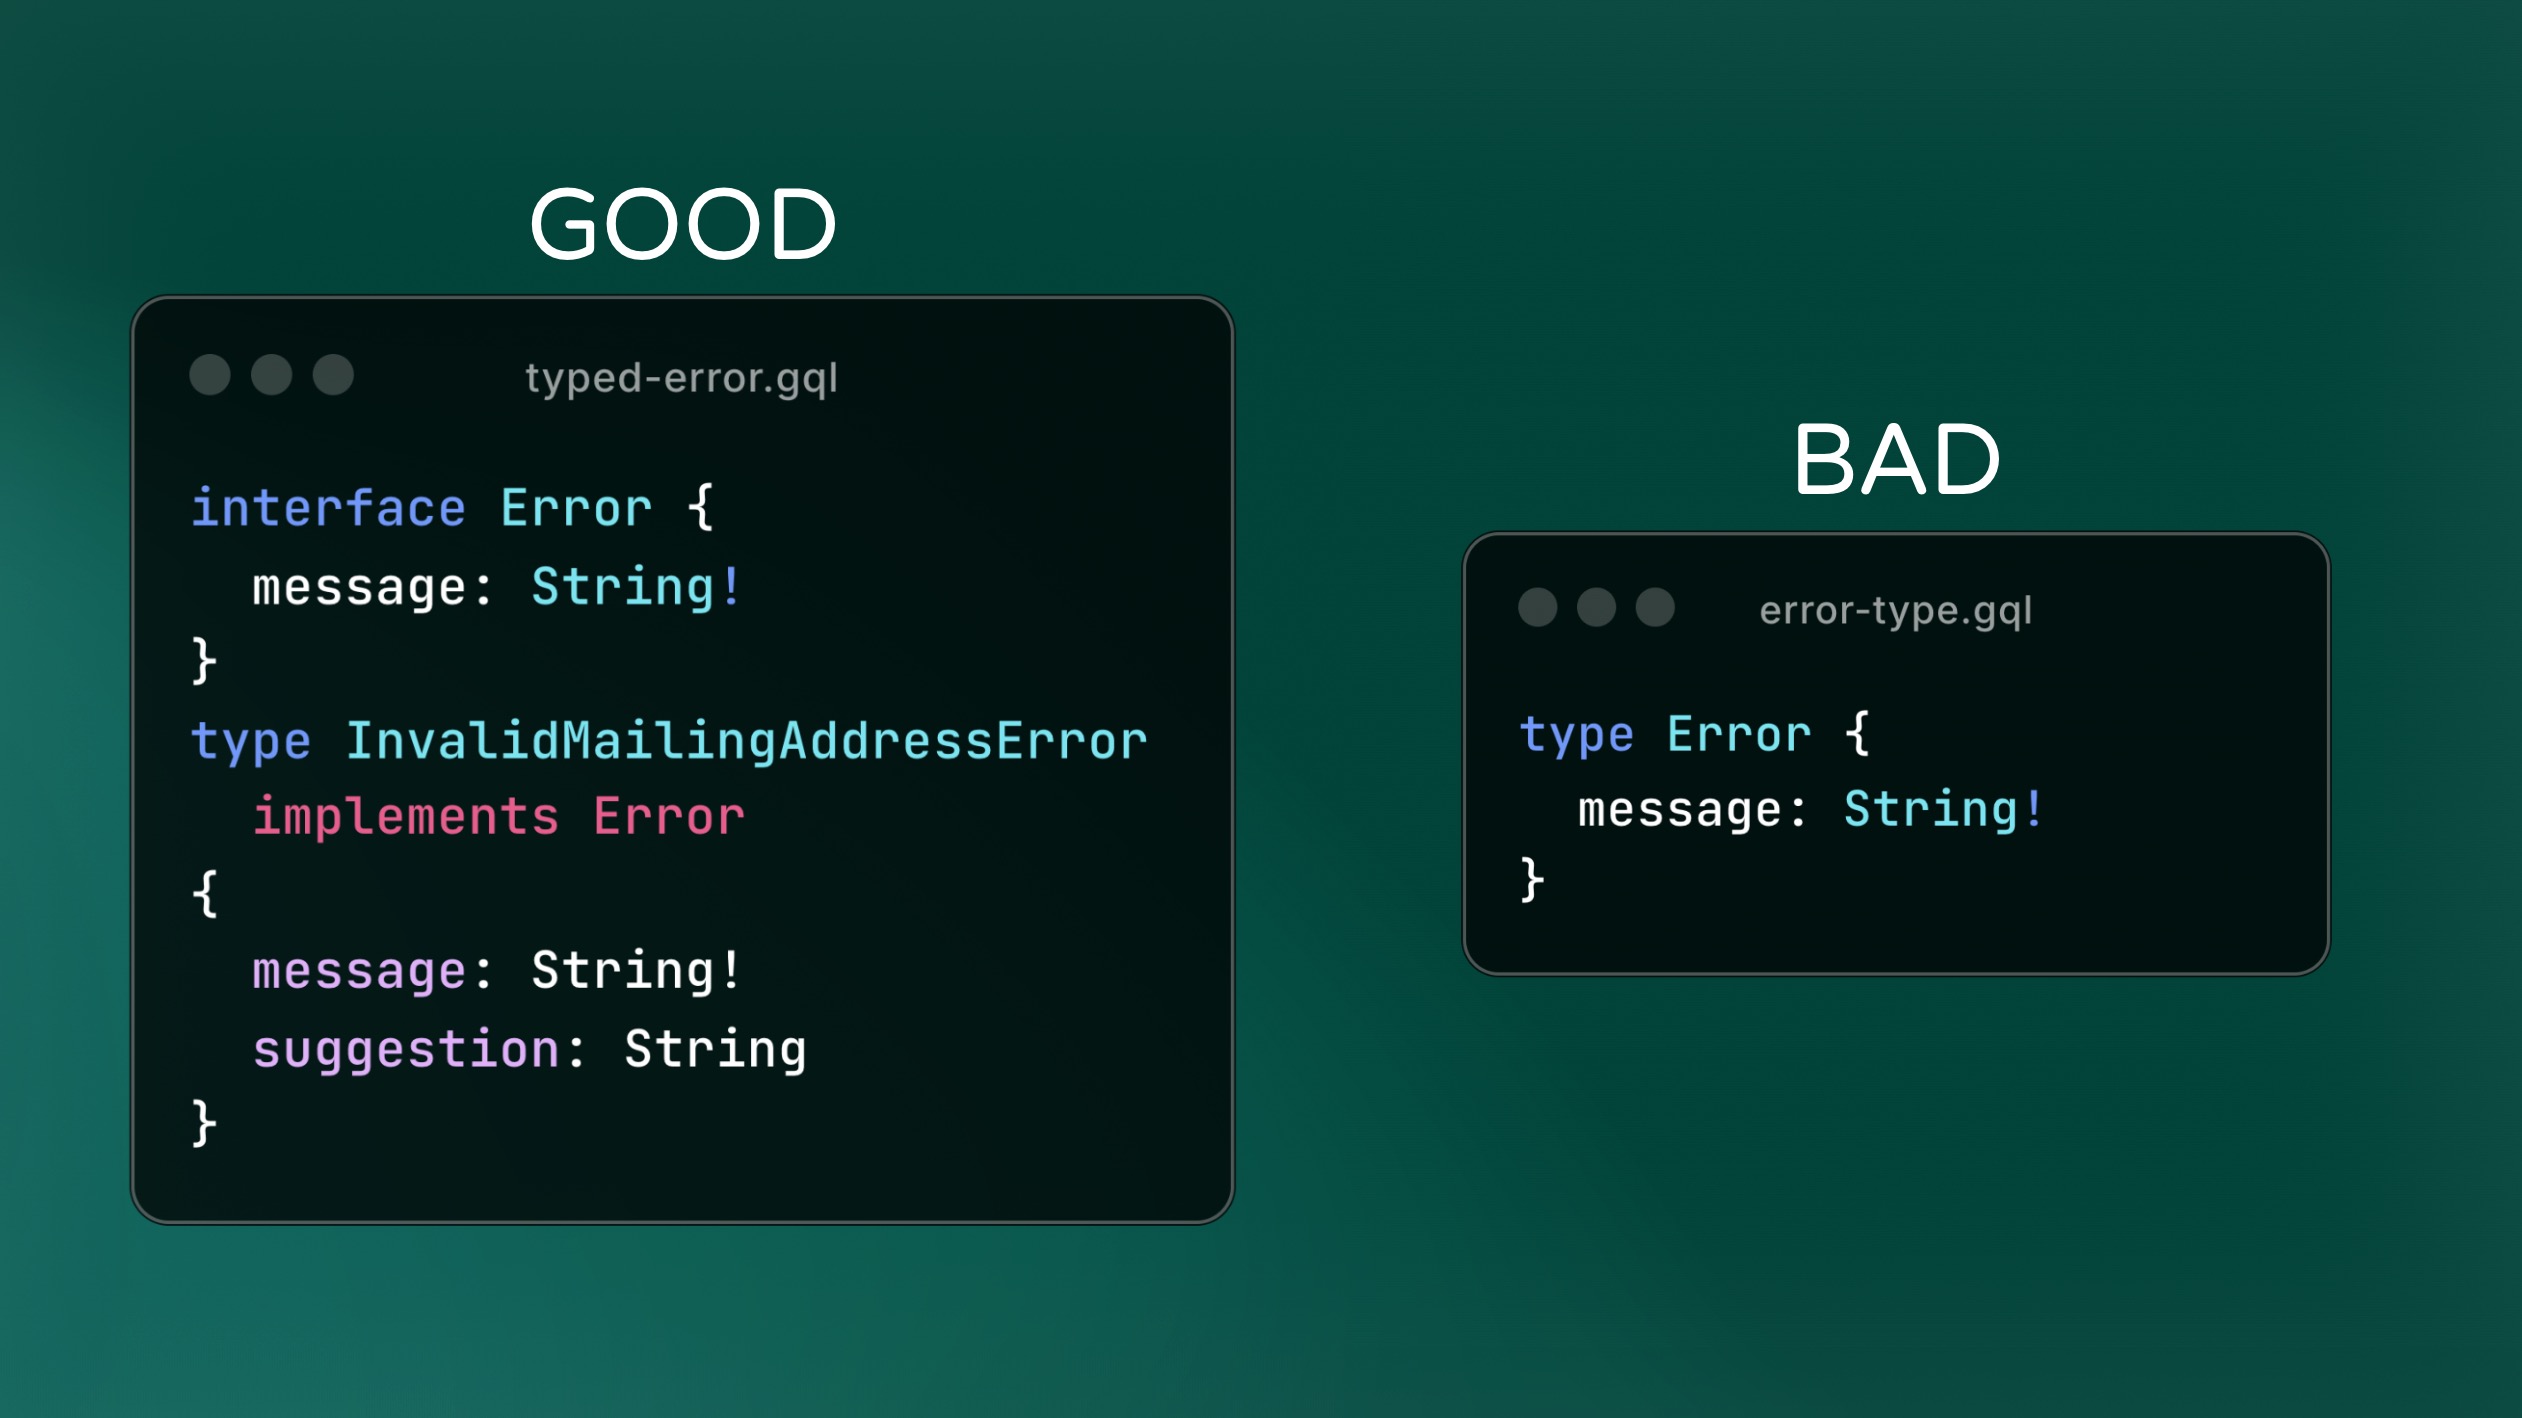 GOOD
typed-error.gql
interface Error {
  message: String!
}
type InvalidMailingAddressError
  implements Error
{
  message: String!
  suggestion: String
}
BAD
error-type.gql
type Error {
  message: String!
}